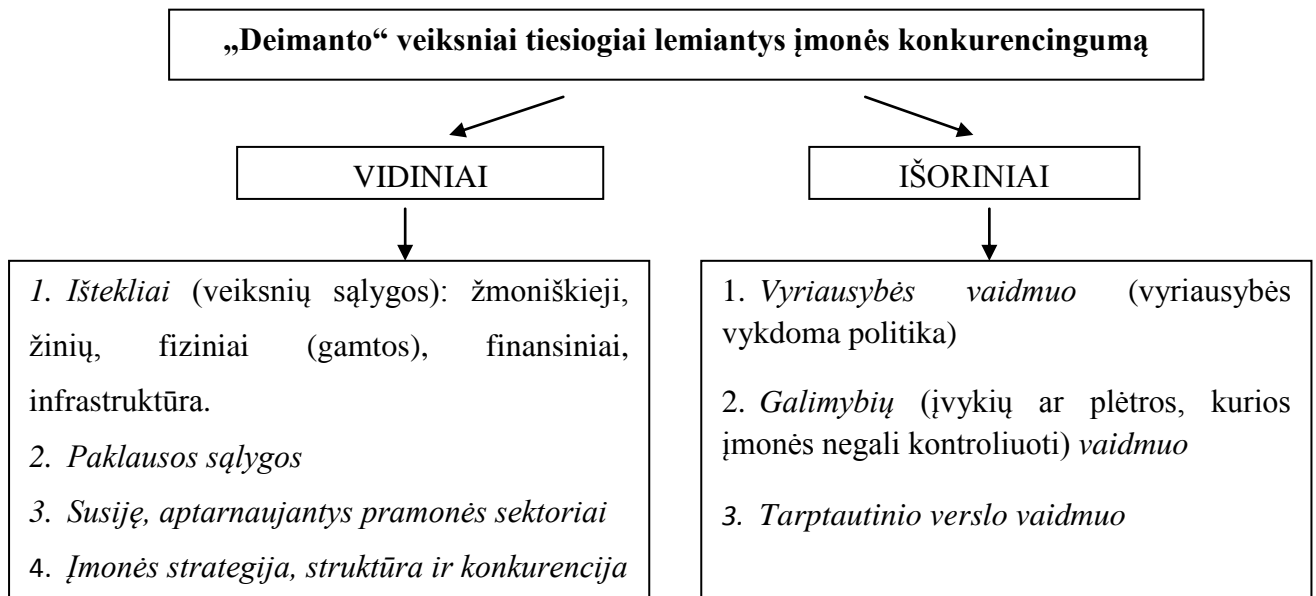 „Deimanto“ veiksniai tiesiogiai lemiantys įmonės konkurencingumą
VIDINIAI
IŠORINIAI
1. Ištekliai (veiksnių sąlygos): žmoniškieji,
žinių, fiziniai (gamtos), finansiniai,
infrastruktūra.
2. Paklausos sąlygos
3. Susiję, aptarnaujantys pramonės sektoriai
4. Įmonės strategija, struktūra ir konkurencija
1. Vyriausybės vaidmuo (vyriausybės
vykdoma politika)
2. Galimybių (įvykių ar plėtros, kurios
įmonės negali kontroliuoti) vaidmuo
3. Tarptautinio verslo vaidmuo